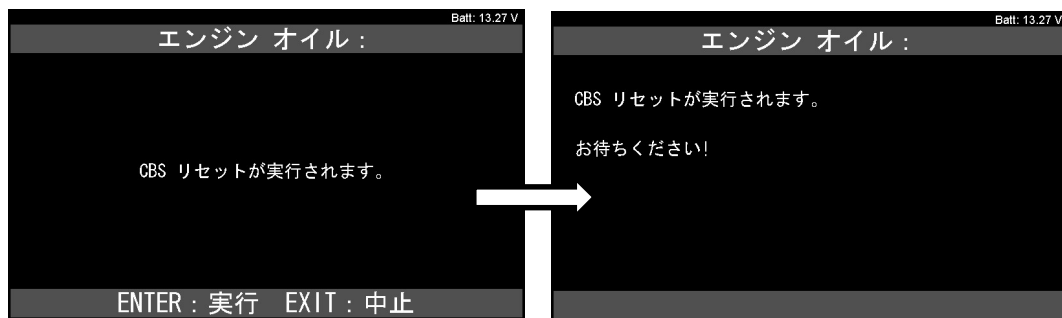 Batt: 13.27 V
エンジン オイル：
CBS リセットが実行されます。
ENTER：実行 EXIT：中止
Batt: 13.27 V
エンジン オイル：
CBS リセットが実行されます。
お待ちください!